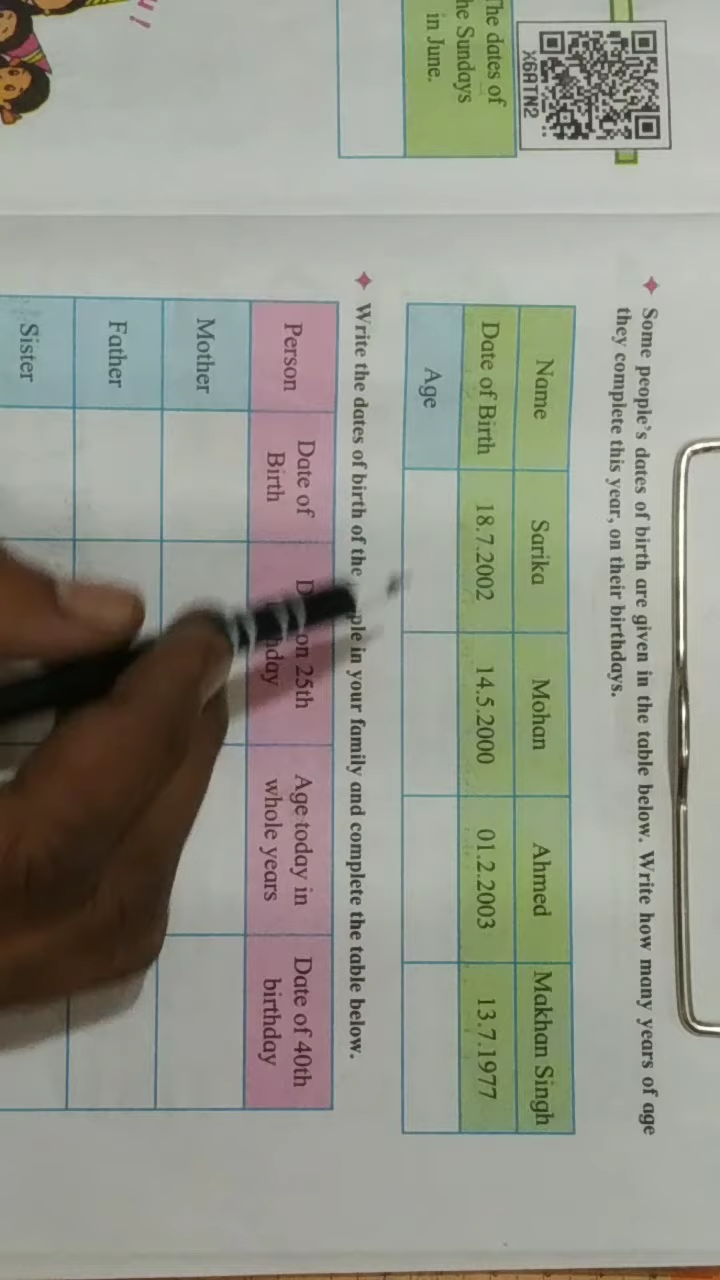 The dates of
the Sundays
in June.
X6ATN2
Some people's dates of birth are given in the table below. Write how many years of age
they complete this year, on their birthdays.
Name Sarika Mohan Ahmed Makhan Singh
Date of Birth 18.7.2002 14.5.2000 01.2.2003 13.7.1977
Age
Write the dates of birth of the in your family and complete the table below.
Person Date of Birth on 25th Age today in whole years Date of 40th birthday
Mother
Father
Sister